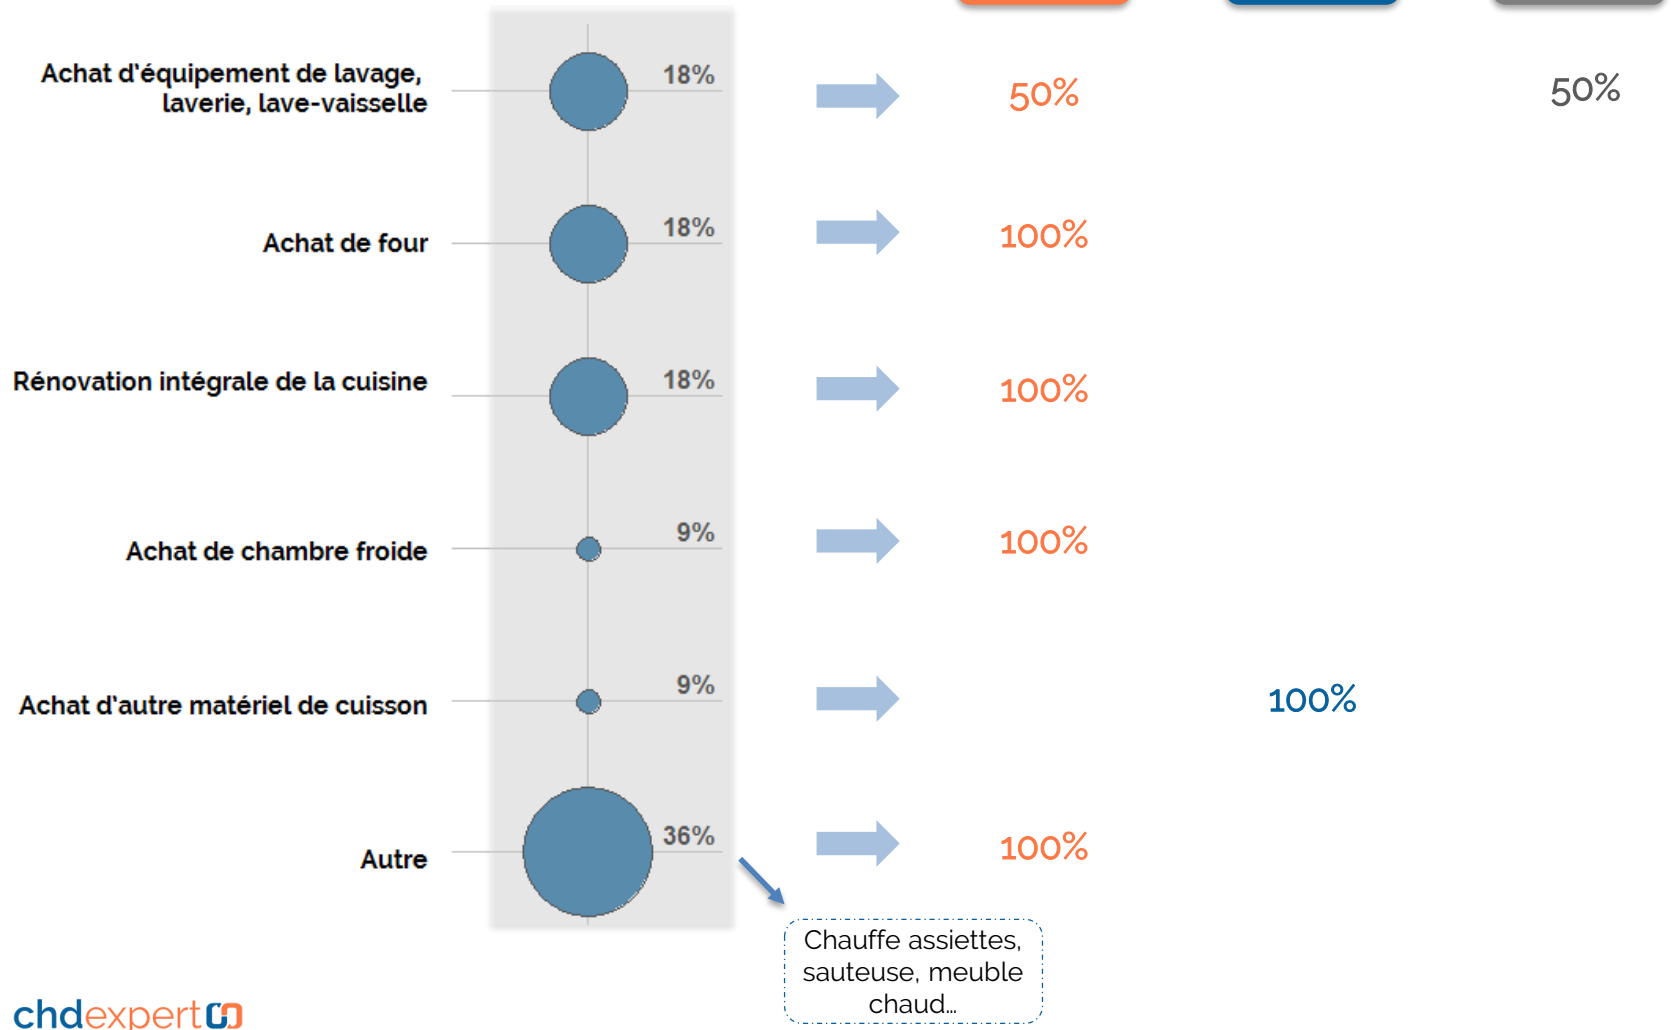 Achat d'équipement de lavage,
laverie, lave-vaisselle
18%
50%
50%
Achat de four
18%
100%
Rénovation intégrale de la cuisine
18%
100%
Achat de chambre froide
9%
100%
Achat d'autre matériel de cuisson
9%
100%
Autre
36%
100%
Chauffe assiettes,
sauteuse, meuble
chaud...
chdexpert